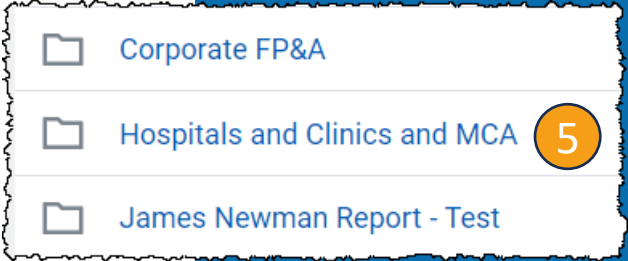 Corporate FP&A
Hospitals and Clinics and MCA 5
James Newman Report - Test